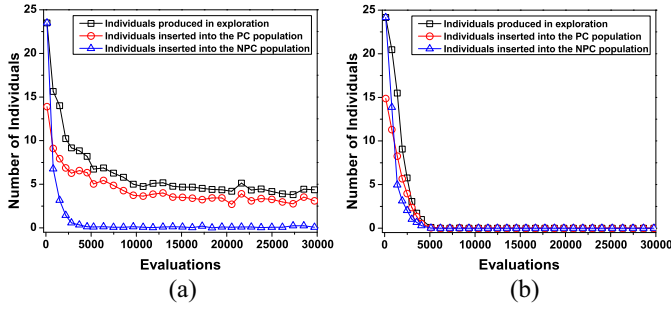 25
20
15
10
5
0
Number of Individuals
Individuals produced in exploration
Individuals inserted into the PC population
Individuals inserted into the NPC population
0 5000 10000 15000 20000 25000 30000
Evaluations
(a)
25
20
15
10
5
0
Number of Individuals
Individuals produced in exploration
Individuals inserted into the PC population
Individuals inserted into the NPC population
0 5000 10000 15000 20000 25000 30000
Evaluations
(b)